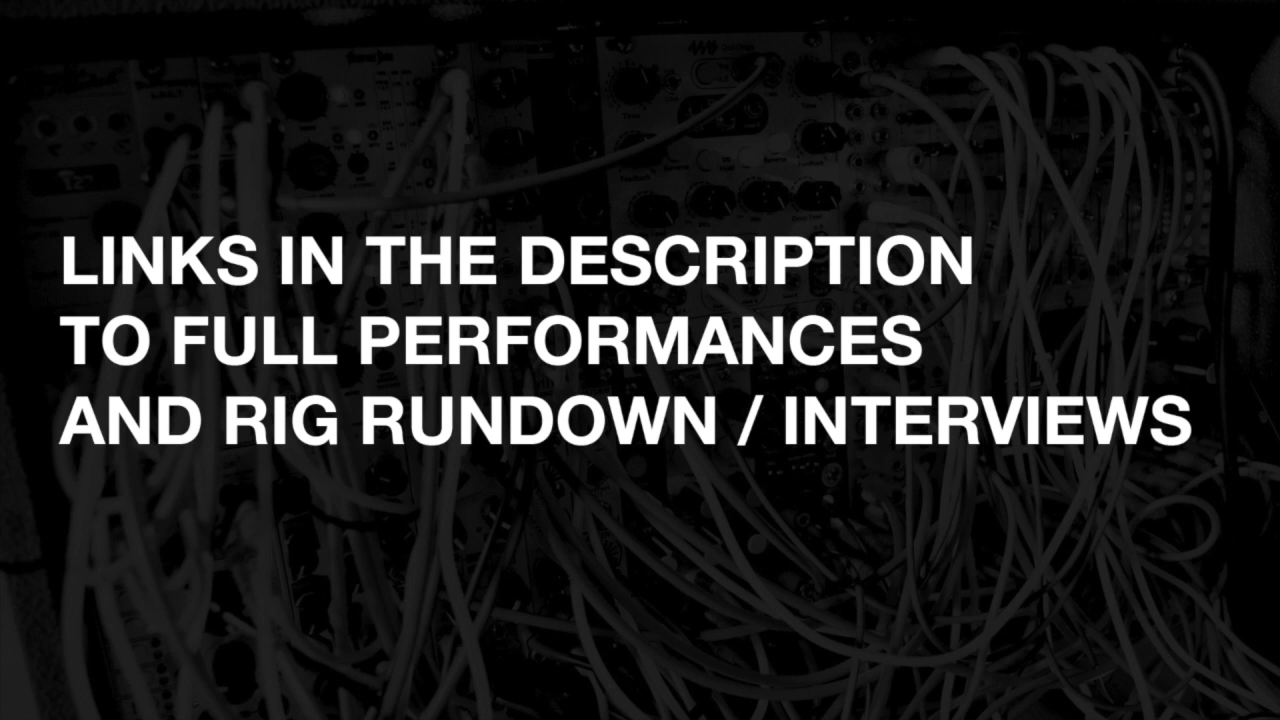 LINKS IN THE DESCRIPTION
TO FULL PERFORMANCES
AND RIG RUNDOWN / INTERVIEWS